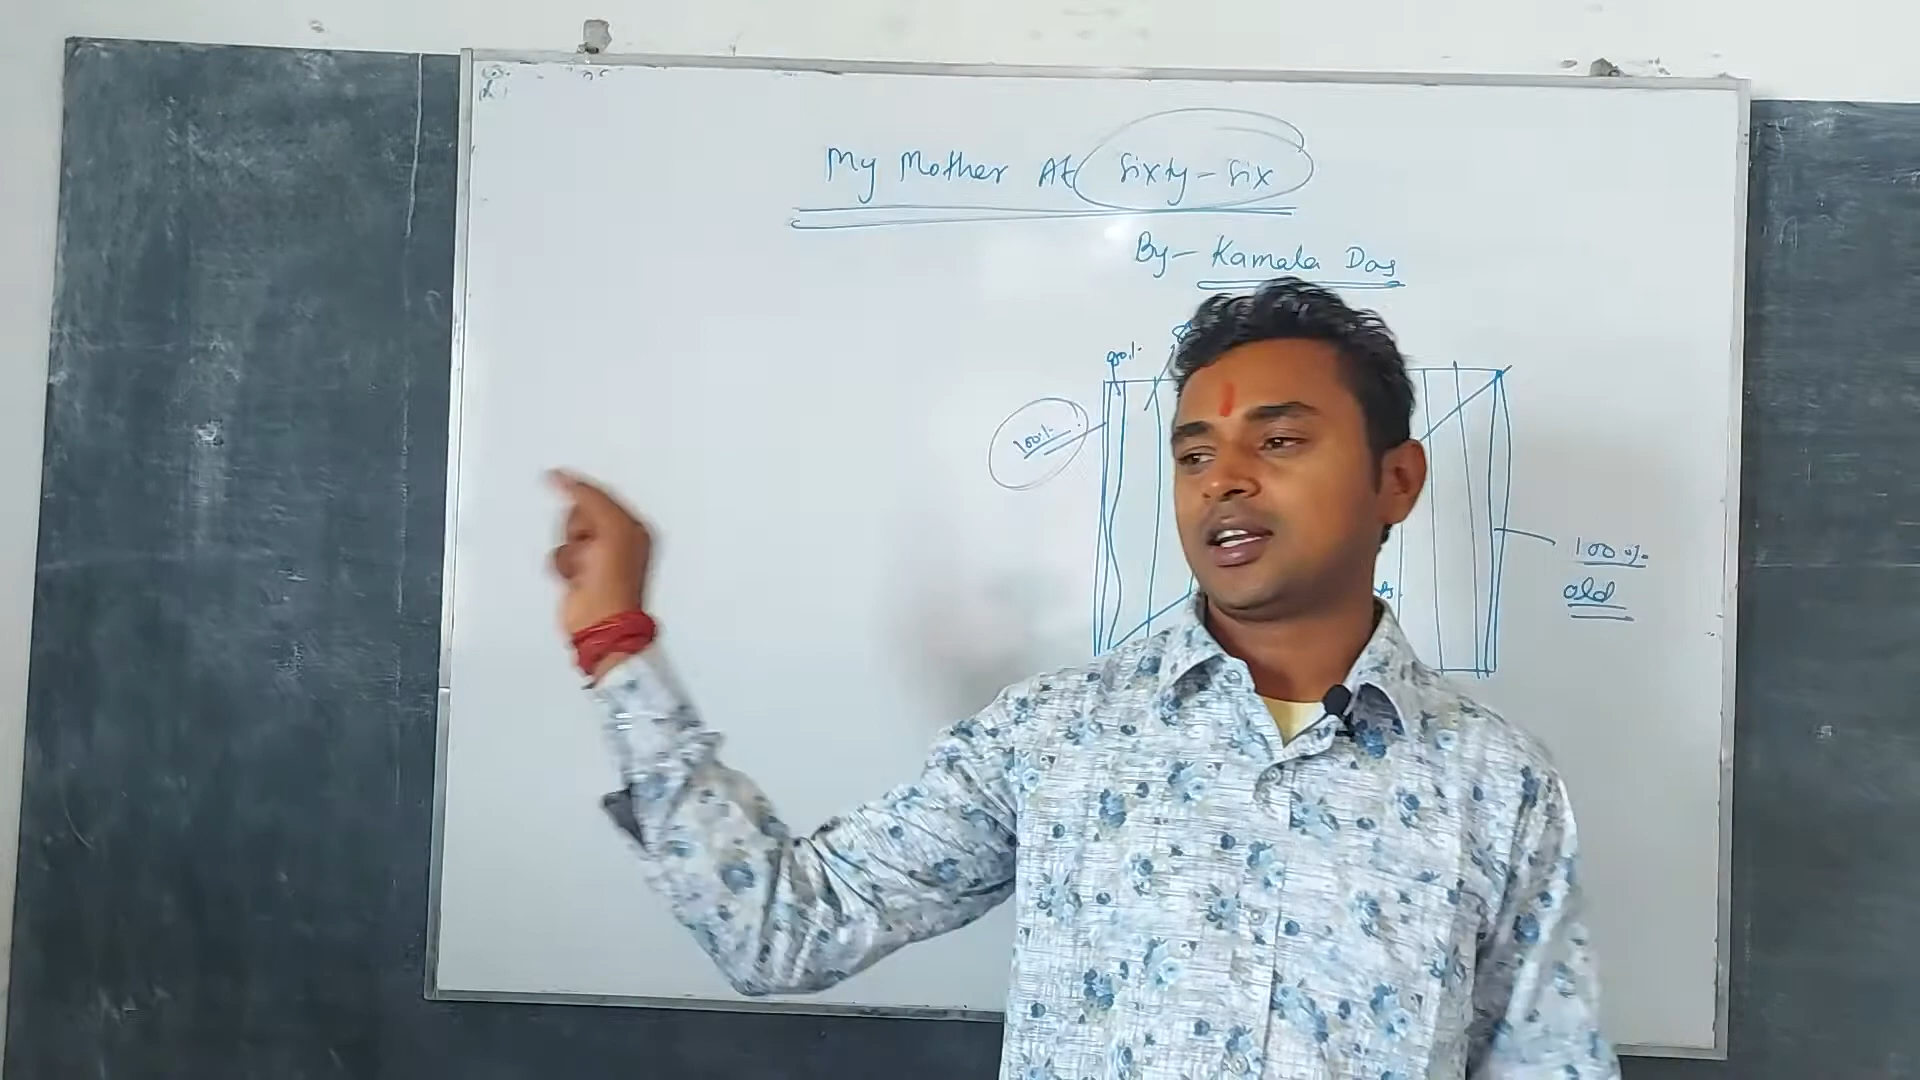 My Mother At Sixty-Six
By- Kamala Das
90%
100%
100%
old